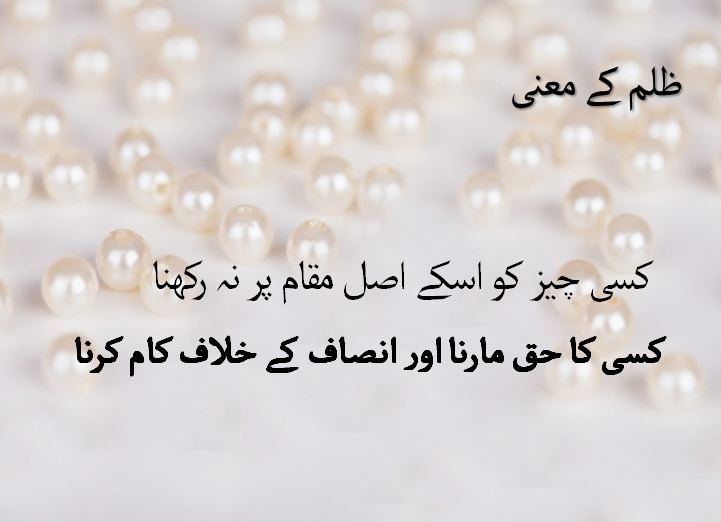 ظلم کے معنی
کسی چیز کو اسکے اصل مقام پر نہ رکھنا
کسی کا حق مارنا اور انصاف کے خلاف کام کرنا